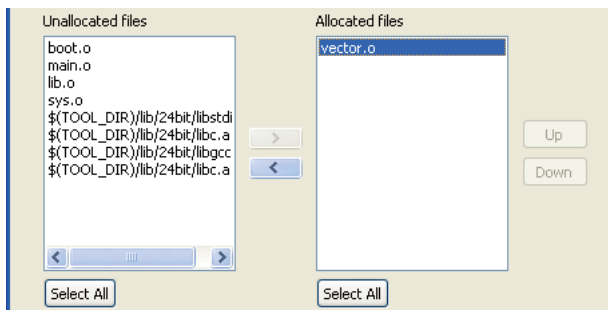 Unallocated files
Allocated files
boot.o
main.o
lib.o
sys.o
$(TOOL_DIR)/lib/24bit/libstdi
$(TOOL_DIR)/lib/24bit/libc.a
$(TOOL_DIR)/lib/24bit/libgcc
$(TOOL_DIR)/lib/24bit/libc.a
vector.o
>
<
Up
Down
Select All
Select All